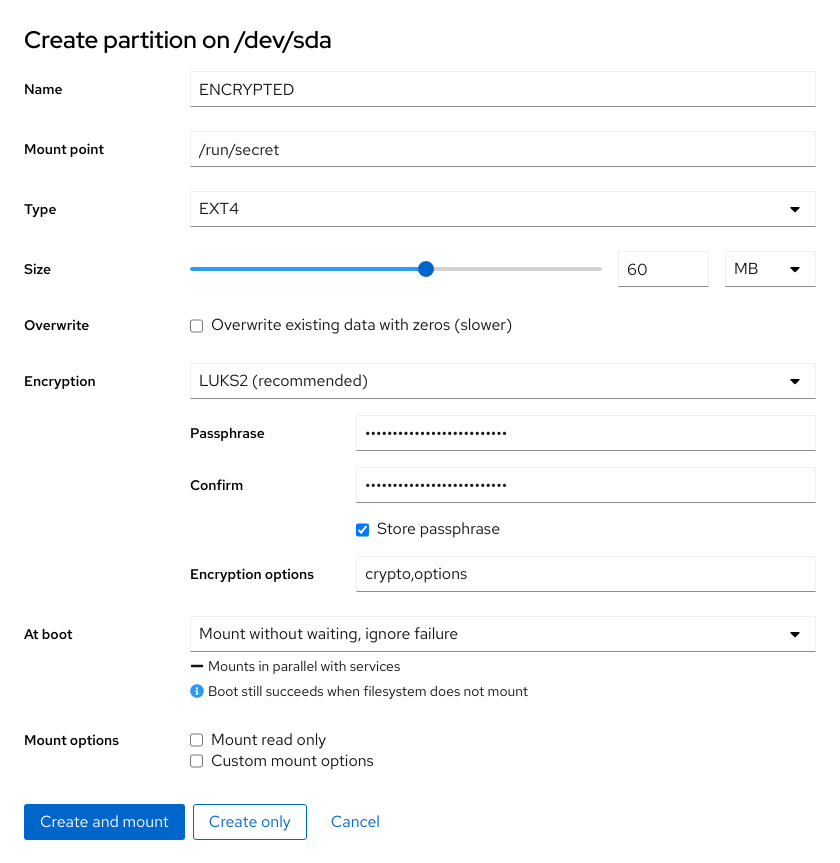 Create partition on /dev/sda
Name
ENCRYPTED
Mount point
/run/secret
Type
EXT4
Size
60
MB
Overwrite
Overwrite existing data with zeros (slower)
Encryption
LUKS2 (recommended)
Passphrase
••••••••••••••••••••••••••
Confirm
••••••••••••••••••••••••••
Store passphrase
Encryption options
crypto,options
At boot
Mount without waiting, ignore failure
Mounts in parallel with services
Boot still succeeds when filesystem does not mount
Mount options
Mount read only
Custom mount options
Create and mount
Create only
Cancel